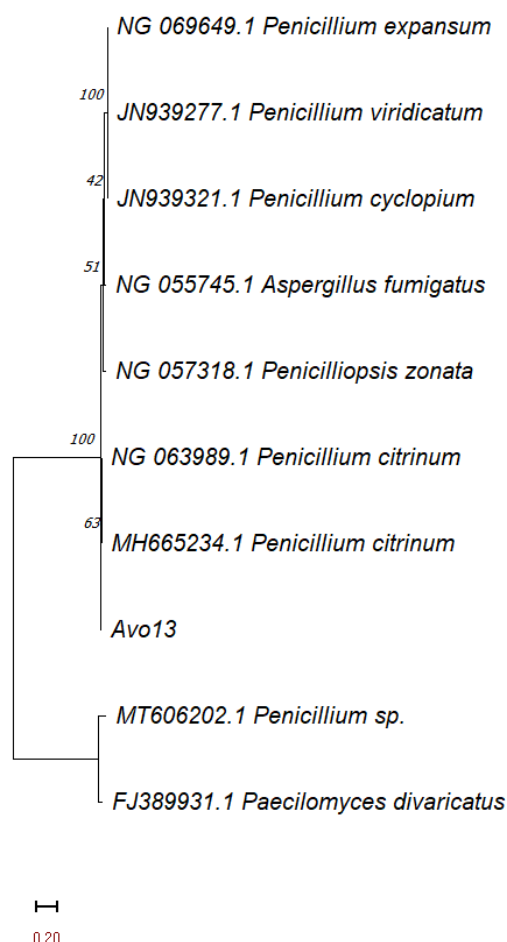 NG 069649.1 Penicillium expansum
100
JN939277.1 Penicillium viridicatum
42
JN939321.1 Penicillium cyclopium
51
NG 055745.1 Aspergillus fumigatus
NG 057318.1 Penicilliopsis zonata
100
NG 063989.1 Penicillium citrinum
63
MH665234.1 Penicillium citrinum
Avo13
MT606202.1 Penicillium sp.
FJ389931.1 Paecilomyces divaricatus
0.20